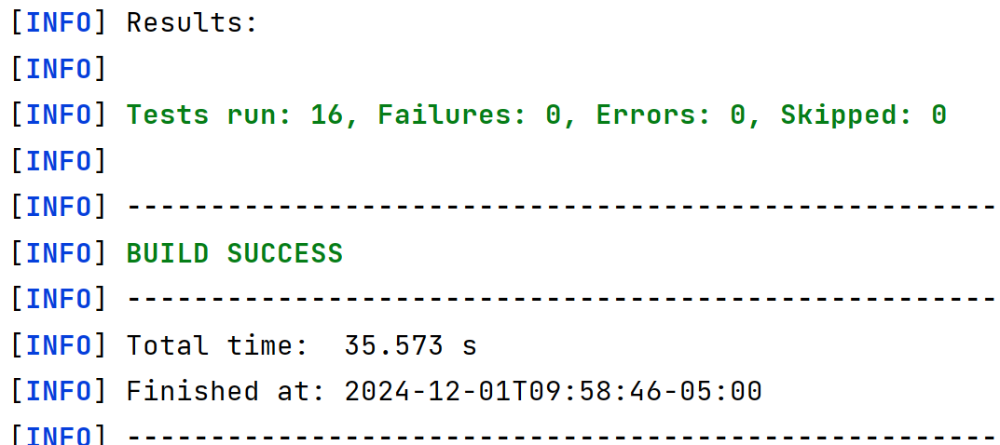 [INFO] Results:
[INFO]
[INFO] Tests run: 16, Failures: 0, Errors: 0, Skipped: 0
[INFO]
[INFO] ----------------------------------------------------
[INFO] BUILD SUCCESS
[INFO] ----------------------------------------------------
[INFO] Total time:  35.573 s
[INFO] Finished at: 2024-12-01T09:58:46-05:00
[INFO] ----------------------------------------------------